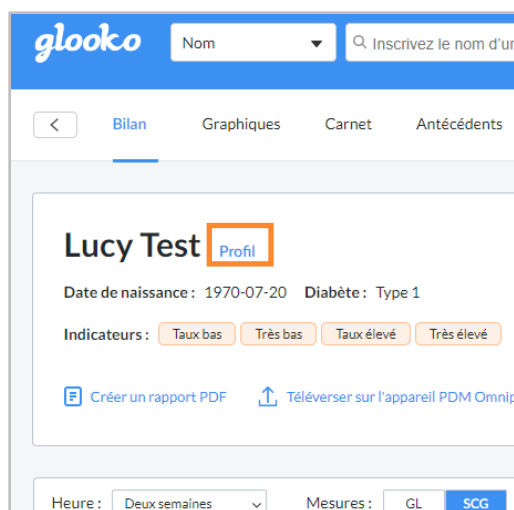 glooko Nom Inscrivez le nom d'un
Bilan Graphiques Carnet Antécédents
Lucy Test Profil
Date de naissance : 1970-07-20 Diabète : Type 1
Indicateurs : Taux bas Très bas Taux élevé Très élevé
Créer un rapport PDF Téléverser sur l'appareil PDM Omnip
Heure : Deux semaines Mesures : GL SCG